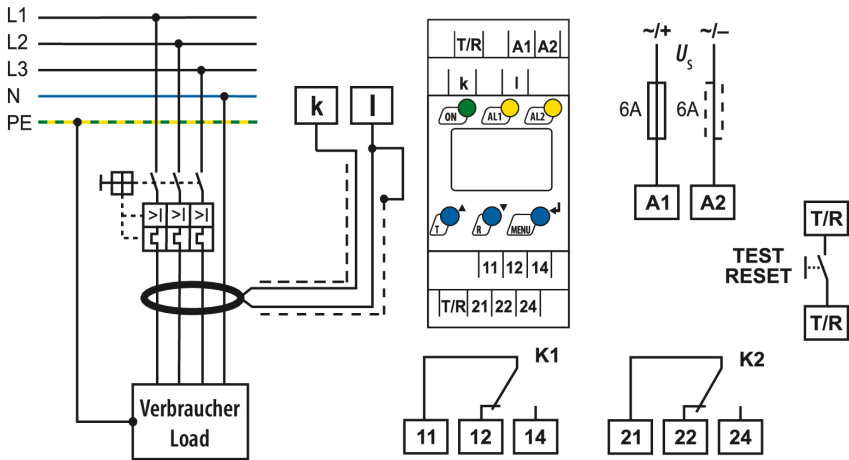 L1
L2
L3
N
PE
>I >I >I
Verbraucher
Load
k l
T/R A1 A2
k l
ON AL1 AL2
T R MENU
11 12 14
T/R 21 22 24
~/+ ~/–
Us
6A 6A
A1 A2
T/R
TEST
RESET
T/R
K1
11 12 14
K2
21 22 24